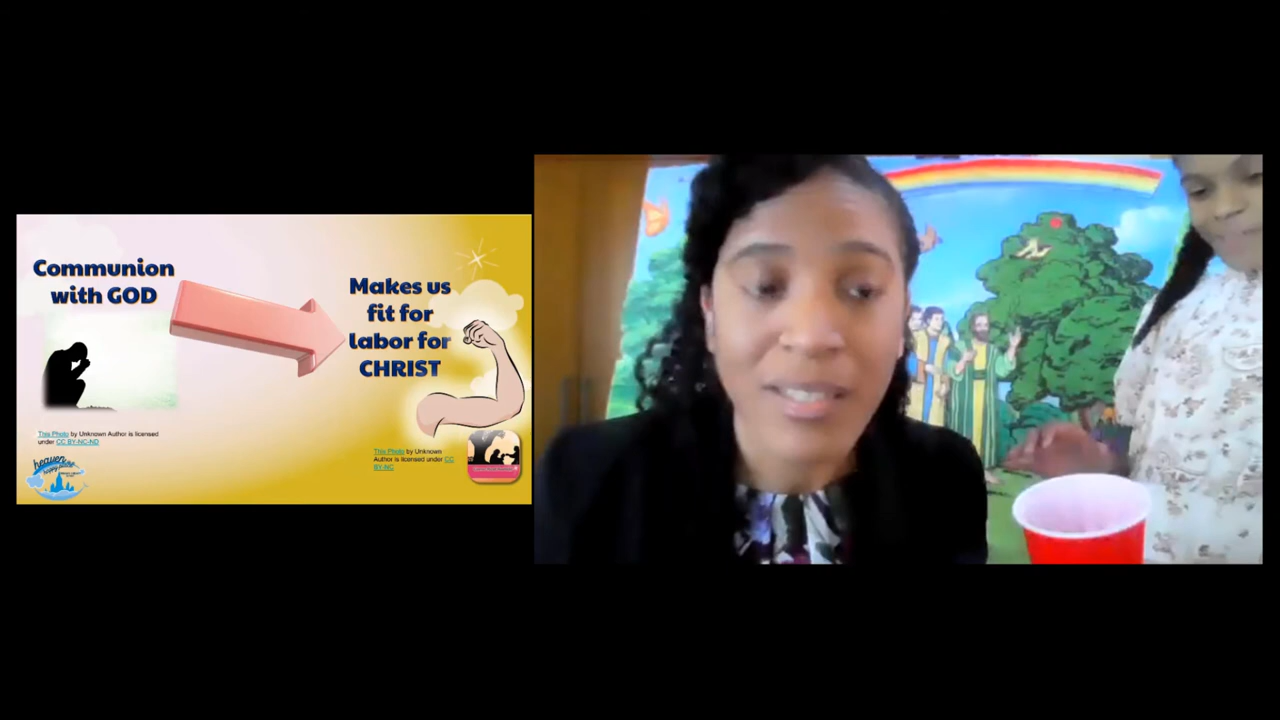 Communion
with GOD
Makes us
fit for
labor for
CHRIST
This Photo by Unknown Author is licensed
under CC BY-NC-ND
This Photo by Unknown
Author is licensed under CC
BY-NC
heaven